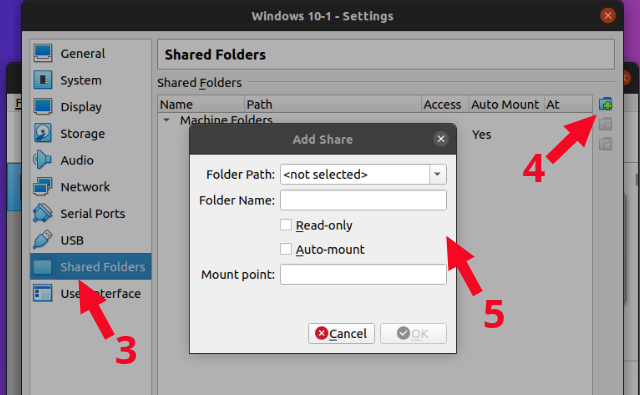 Windows 10-1 - Settings
General
System
Display
Storage
Audio
Network
Serial Ports
USB
Shared Folders
User Interface
Shared Folders
Shared Folders
Name Path Access Auto Mount At
Machine Folders
Yes
Add Share
Folder Path: <not selected>
Folder Name:
Read-only
Auto-mount
Mount point:
Cancel OK
3
4
5